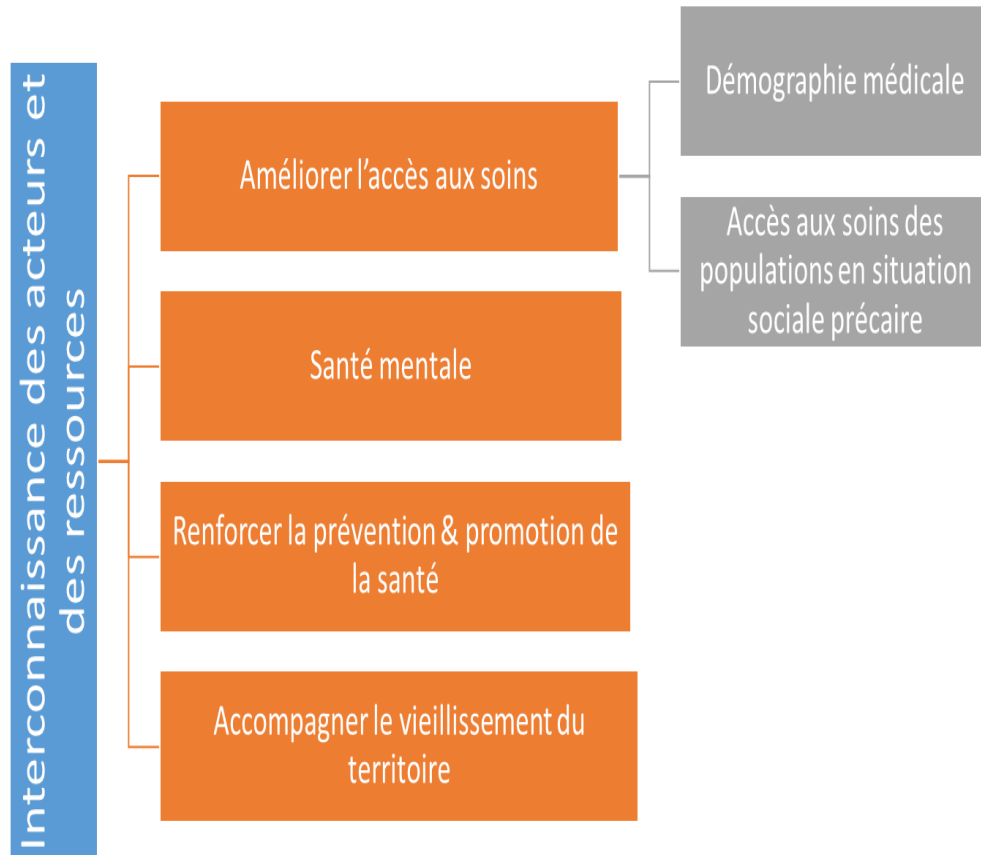 Interconnaissance des acteurs et
des ressources
Améliorer l'accès aux soins
Démographie médicale
Accès aux soins des
populations en situation
sociale précaire
Santé mentale
Renforcer la prévention & promotion de
la santé
Accompagner le vieillissement du
territoire